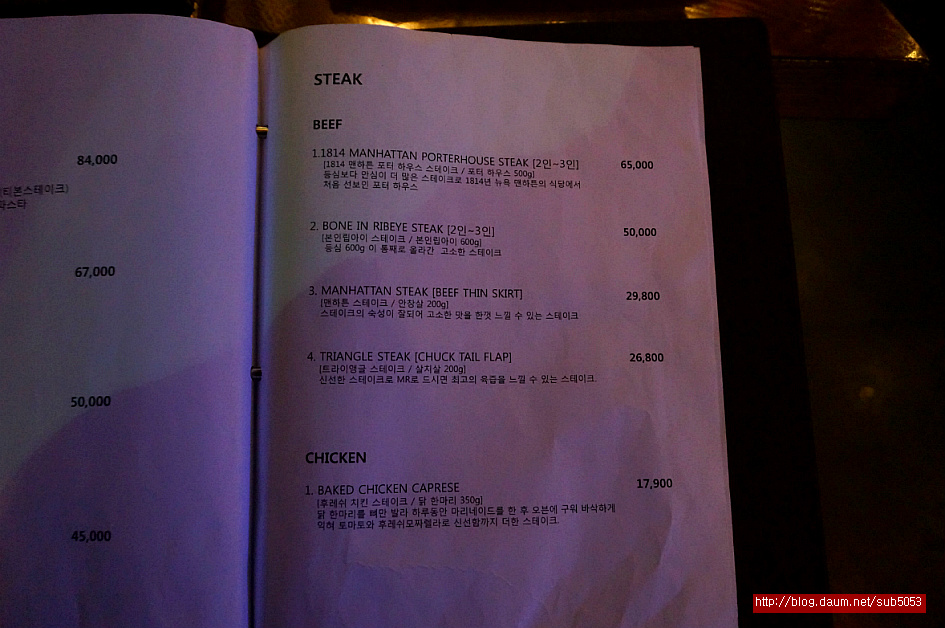 84,000
(티본스테이크)
파스타
67,000
50,000
45,000
STEAK
BEEF
1.1814 MANHATTAN PORTERHOUSE STEAK [2인~3인] 65,000
[1814 맨하튼 포터 하우스 스테이크 / 포터 하우스 500g]
등심보다 안심이 더 많은 스테이크로 1814년 뉴욕 맨하튼의 식당에서
처음 선보인 포터 하우스
2. BONE IN RIBEYE STEAK [2인~3인] 50,000
[본인립아이 스테이크 / 본인립아이 600g]
등심 600g 이 통째로 올라간 고소한 스테이크
3. MANHATTAN STEAK [BEEF THIN SKIRT] 29,800
[맨하튼 스테이크 / 안창살 200g]
스테이크의 숙성이 잘되어 고소한 맛을 한껏 느낄 수 있는 스테이크
4. TRIANGLE STEAK [CHUCK TAIL FLAP] 26,800
[트라이앵글 스테이크 / 살치살 200g]
신선한 스테이크로 MR로 드시면 최고의 육즙을 느낄 수 있는 스테이크.
CHICKEN
1. BAKED CHICKEN CAPRESE 17,900
[후레쉬 치킨 스테이크 / 닭 한마리 350g]
닭 한마리를 뼈만 발라 하루동안 마리네이드를 한 후 오븐에 구워 바삭하게
익혀 토마토와 후레쉬모짜렐라로 신선함까지 더한 스테이크.
http://blog.daum.net/sub5053